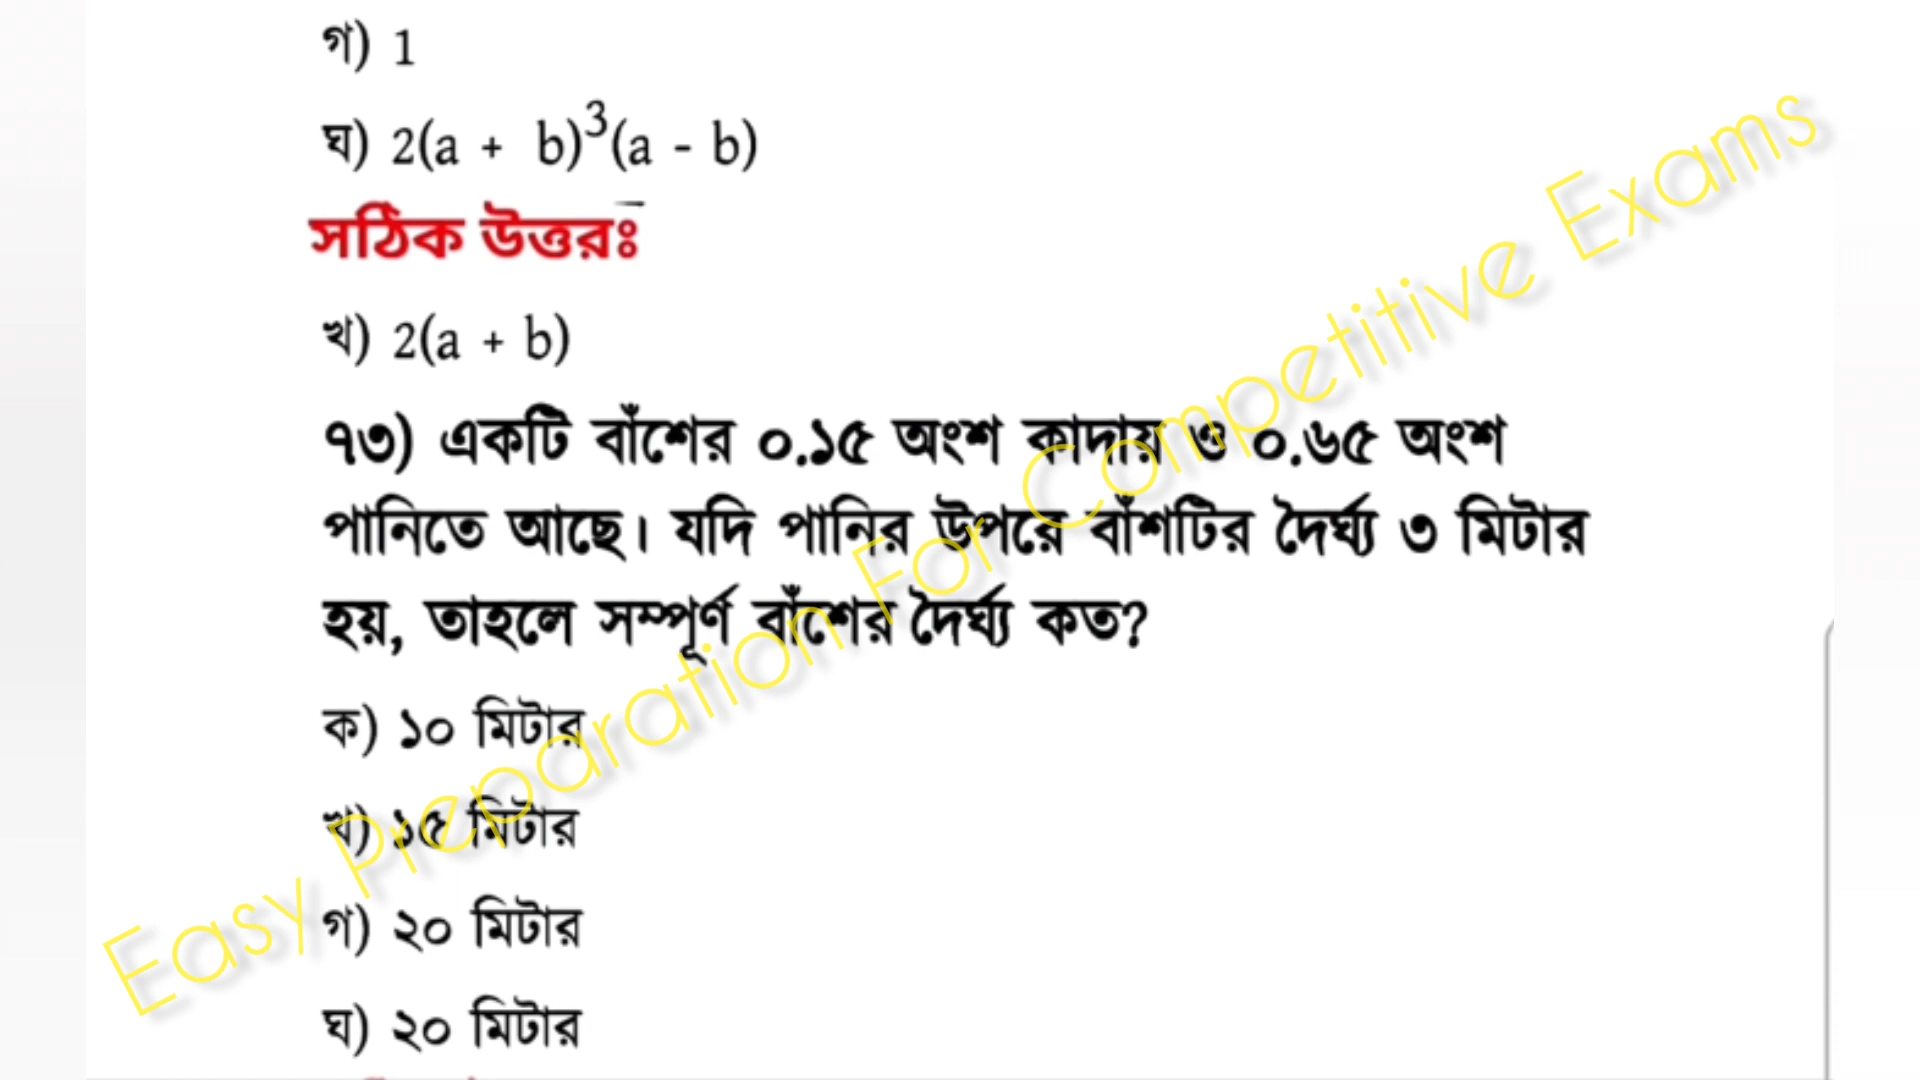 গ) 1
ঘ) 2(a + b)³(a - b)
সঠিক উত্তরঃ
খ) 2(a + b)
৭৩) একটি বাঁশের ০.১৫ অংশ কাদায় ও ০.৬৫ অংশ
পানিতে আছে। যদি পানির উপরে বাঁশটির দৈর্ঘ্য ৩ মিটার
হয়, তাহলে সম্পূর্ণ বাঁশের দৈর্ঘ্য কত?
ক) ১০ মিটার
খ) ১৫ মিটার
গ) ২০ মিটার
ঘ) ২০ মিটার
Easy Preparation For Competitive Exams